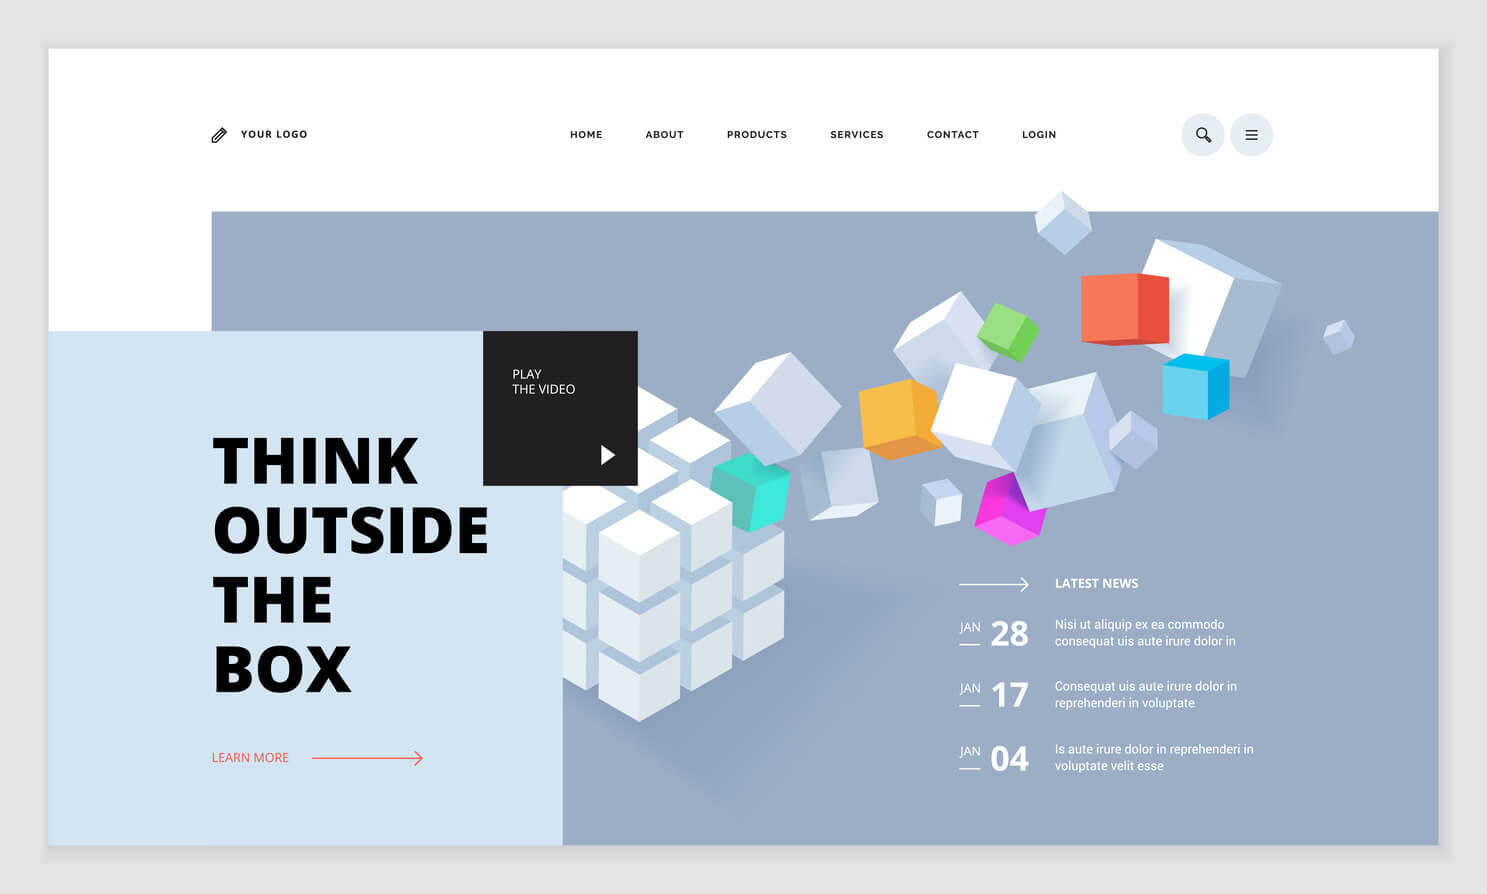 YOUR LOGO
HOME
ABOUT
PRODUCTS
SERVICES
CONTACT
LOGIN
PLAY
THE VIDEO
THINK
OUTSIDE
THE
BOX
LEARN MORE
LATEST NEWS
JAN 28
Nisi ut aliquip ex ea commodo
consequat uis aute irure dolor in
JAN 17
Consequat uis aute irure dolor in
reprehenderi in voluptate
JAN 04
Is aute irure dolor in reprehenderi in
voluptate velit esse